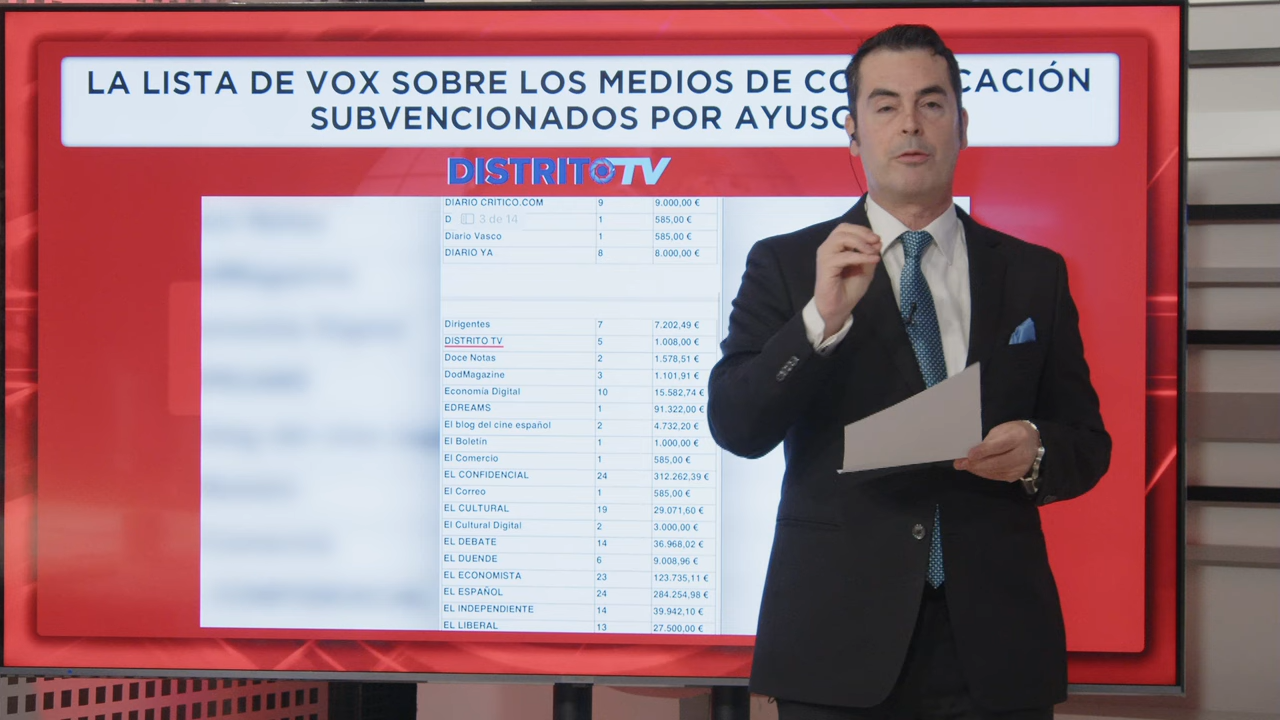 LA LISTA DE VOX SOBRE LOS MEDIOS DE CO CACIÓN
SUBVENCIONADOS POR AYUSO
DISTRITOTV
DIARIO CRITICO.COM 9 9.000,00 €
D 3 de 14 1 585,00 €
Diario Vasco 1 585,00 €
DIARIO YA 8 8.000,00 €
Dirigentes 7 7.202,49 €
DISTRITO TV 5 1.008,00 €
Doce Notas 2 1.578,51 €
DodMagazine 3 1.101,91 €
Economía Digital 10 15.582,74 €
EDREAMS 1 91.322,00 €
El blog del cine español 2 4.732,20 €
El Boletin 1 1.000,00 €
El Comercio 1 585,00 €
EL CONFIDENCIAL 24 312.262,39 €
El Correo 1 585,00 €
EL CULTURAL 19 29.071,60 €
El Cultural Digital 2 3.000,00 €
EL DEBATE 14 36.968,02 €
EL DUENDE 6 9.008,96 €
EL ECONOMISTA 23 123.735,11 €
EL ESPAÑOL 24 284.254,98 €
EL INDEPENDIENTE 14 39.942,10 €
EL LIBERAL 13 27.500,00 €